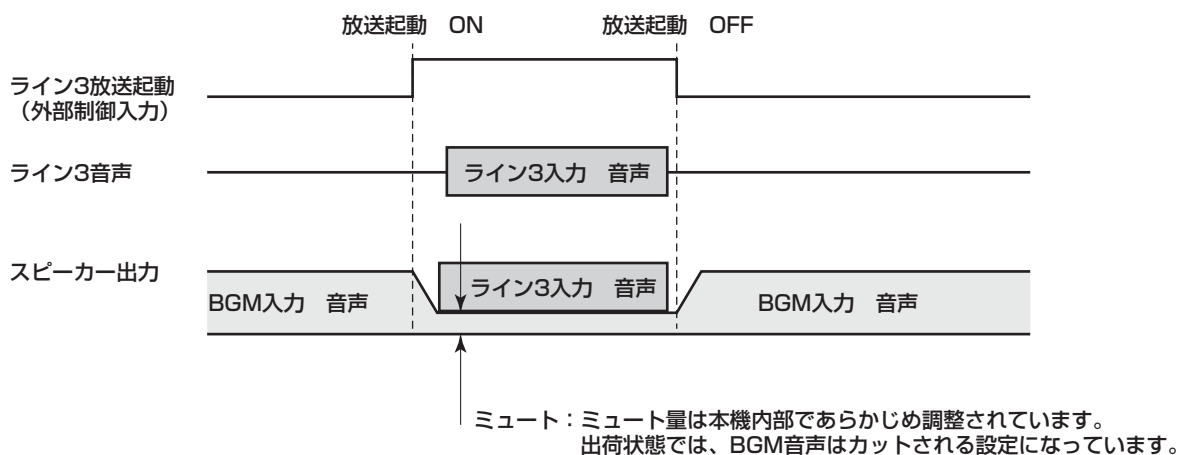 放送起動　ON　放送起動　OFF
ライン3放送起動
（外部制御入力）
ライン3音声
ライン3入力　音声
スピーカー出力
ライン3入力　音声
BGM入力　音声
BGM入力　音声
ミュート：ミュート量は本機内部であらかじめ調整されています。
出荷状態では、BGM音声はカットされる設定になっています。